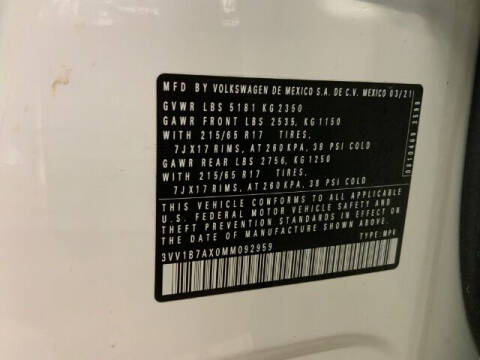 MFD BY VOLKSWAGEN DE MEXICO S.A. DE C.V. MEXICO 03/21
GVWR LBS 5181 KG 2350
GAWR FRONT LBS 2535, KG 1150
WITH 215/65 R17 TIRES,
7JX17 RIMS, AT 260 KPA, 38 PSI COLD
GAWR REAR LBS 2756, KG 1250
WITH 215/65 R17 TIRES,
7JX17 RIMS, AT 260 KPA, 38 PSI COLD
THIS VEHICLE CONFORMS TO ALL APPLICABLE
U.S. FEDERAL MOTOR VEHICLE SAFETY AND
THEFT PREVENTION STANDARDS IN EFFECT ON
THE DATE OF MANUFACTURE SHOWN ABOVE.
3VV1B7AX0MM092959
TYPE: MPV